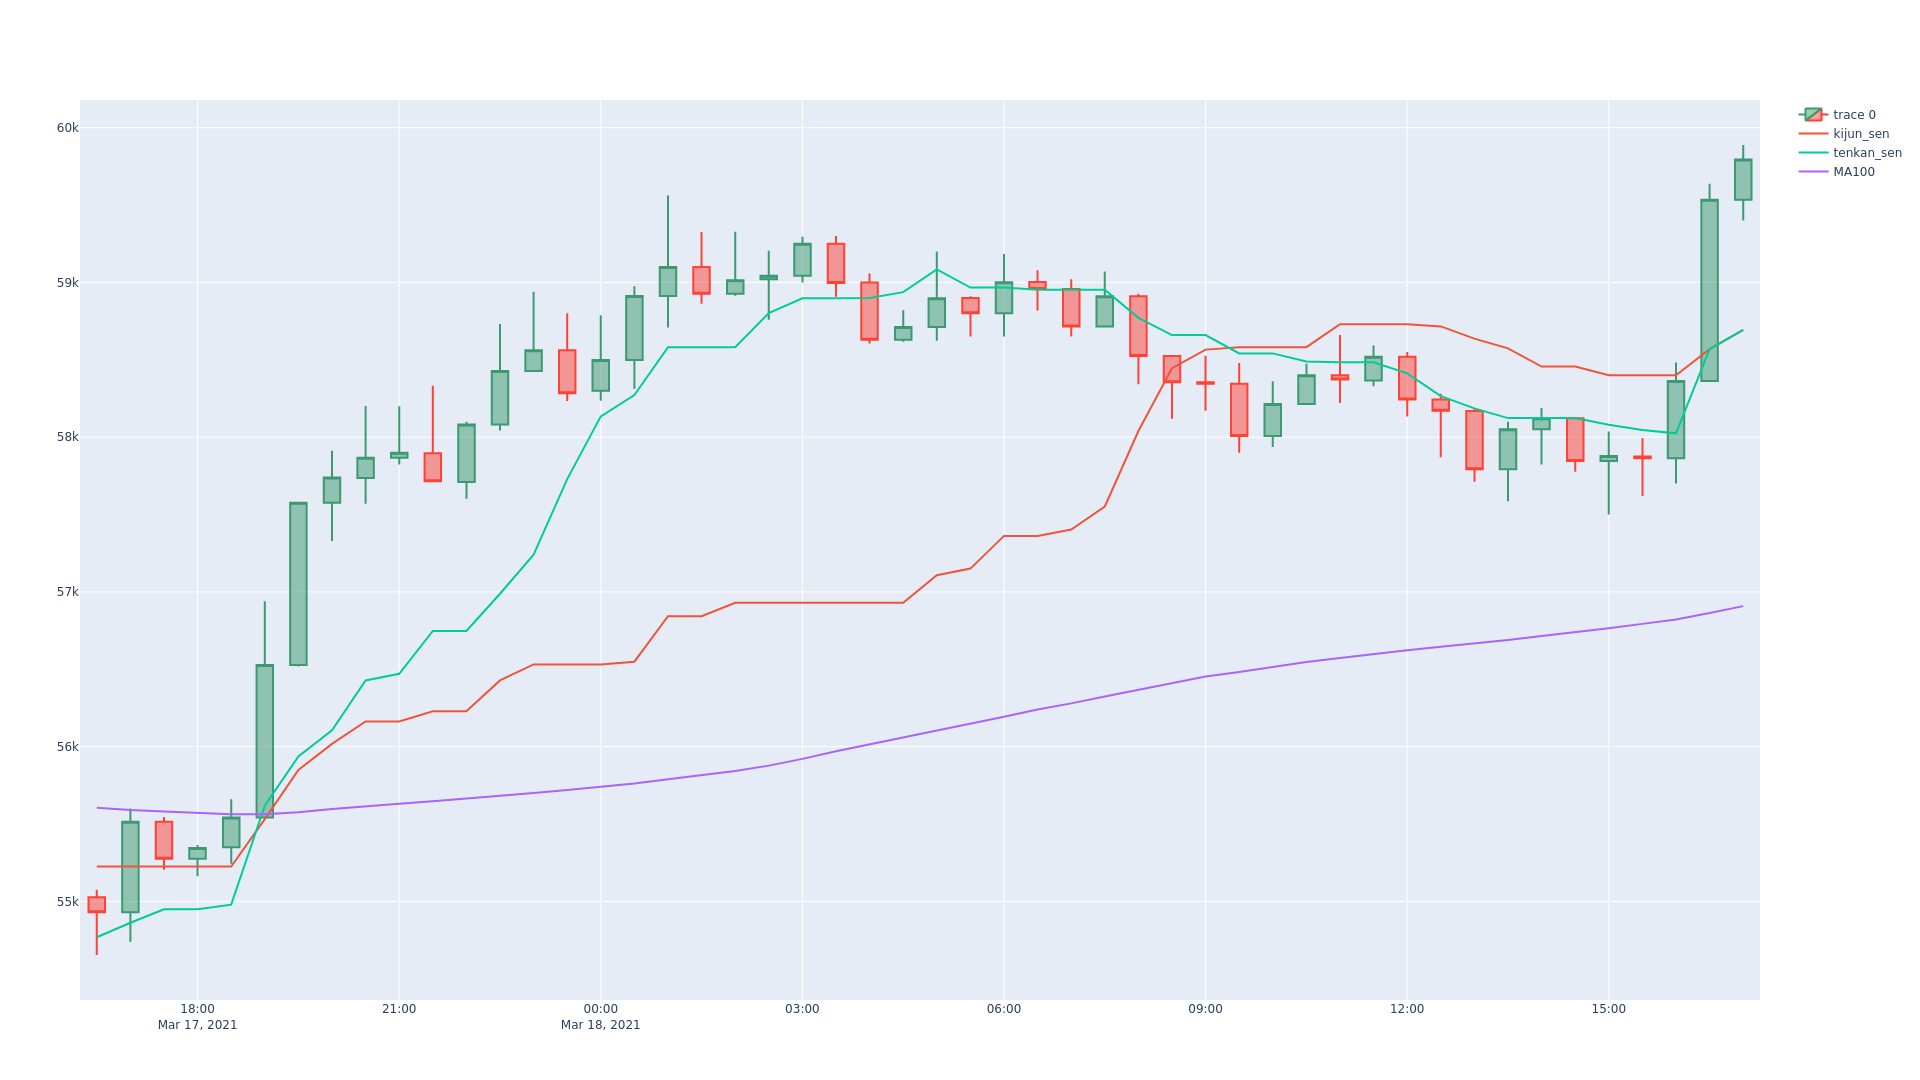 60k
59k
58k
57k
56k
55k
18:00
Mar 17, 2021
21:00
00:00
Mar 18, 2021
03:00
06:00
09:00
12:00
15:00
trace 0
kijun_sen
tenkan_sen
MA100